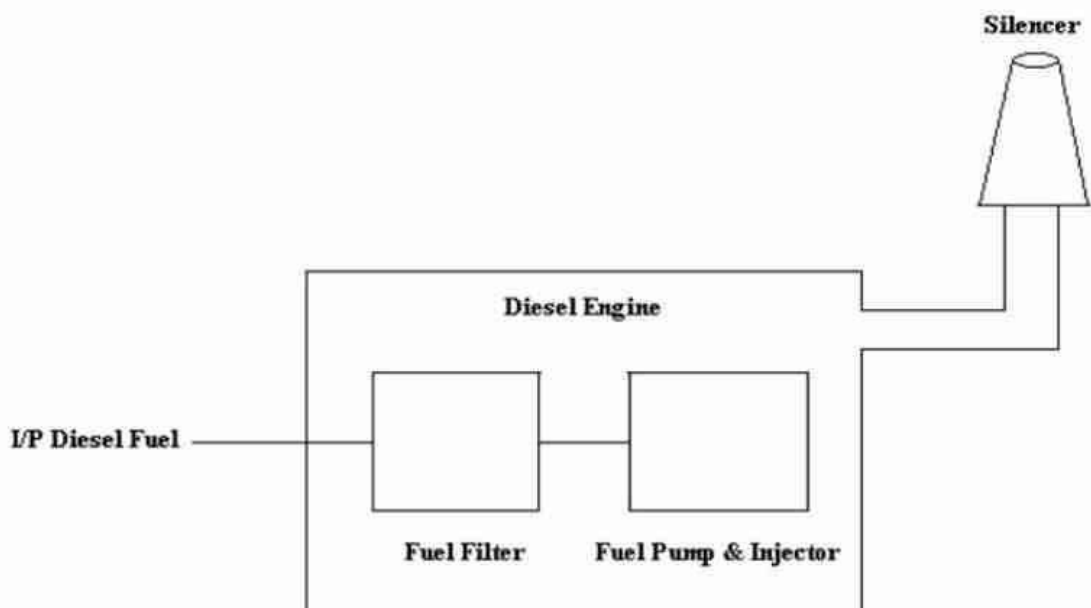 Silencer
Diesel Engine
I/P Diesel Fuel
Fuel Filter
Fuel Pump & Injector